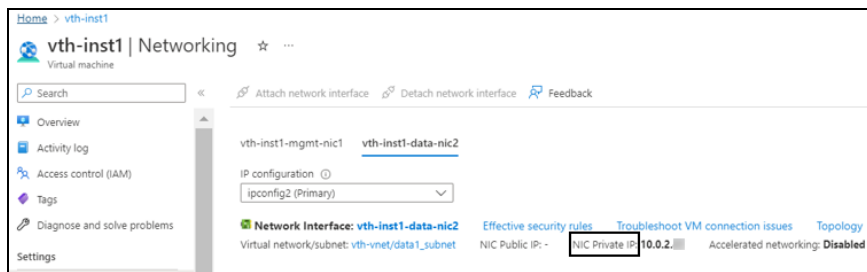 Home > vth-inst1
vth-inst1 | Networking ☆ ...
Virtual machine
Search
«
Attach network interface Detach network interface Feedback
Overview
Activity log
Access control (IAM)
Tags
Diagnose and solve problems
Settings
vth-inst1-mgmt-nic1 vth-inst1-data-nic2
IP configuration
ipconfig2 (Primary)
Network Interface: vth-inst1-data-nic2 Effective security rules Troubleshoot VM connection issues Topology
Virtual network/subnet: vth-vnet/data1_subnet NIC Public IP: - NIC Private IP: 10.0.2. Accelerated networking: Disabled